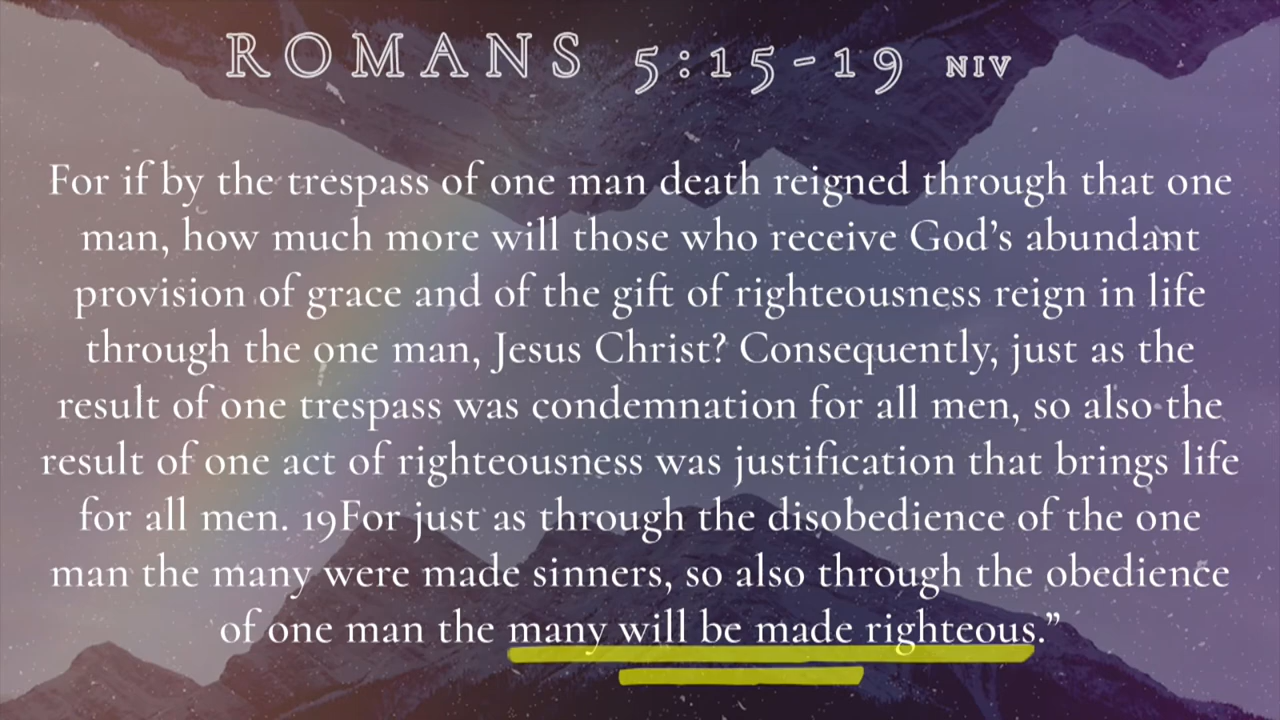 ROMANS 5:15-19 NIV
For if by the trespass of one man death reigned through that one
man, how much more will those who receive God’s abundant
provision of grace and of the gift of righteousness reign in life
through the one man, Jesus Christ? Consequently, just as the
result of one trespass was condemnation for all men, so also the
result of one act of righteousness was justification that brings life
for all men. 19For just as through the disobedience of the one
man the many were made sinners, so also through the obedience
of one man the many will be made righteous.”